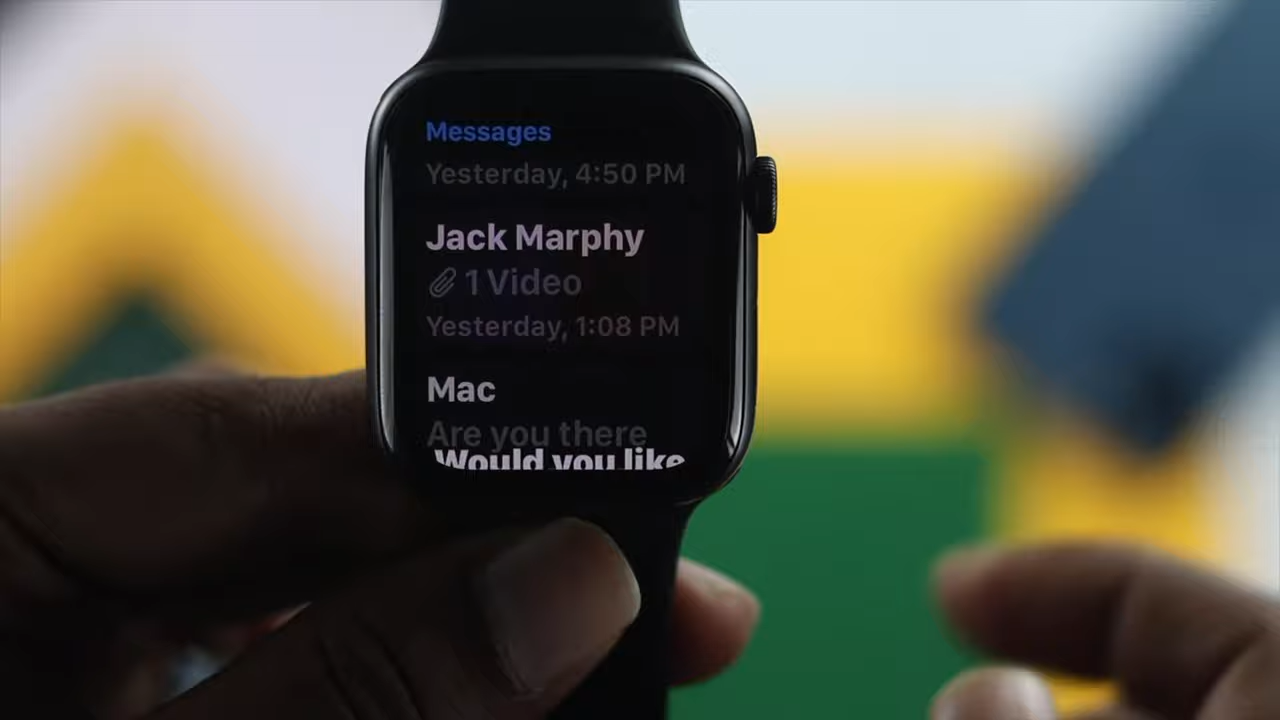 Messages
Yesterday, 4:50 PM
Jack Marphy
1 Video
Yesterday, 1:08 PM
Mac
Are you there
Would you like